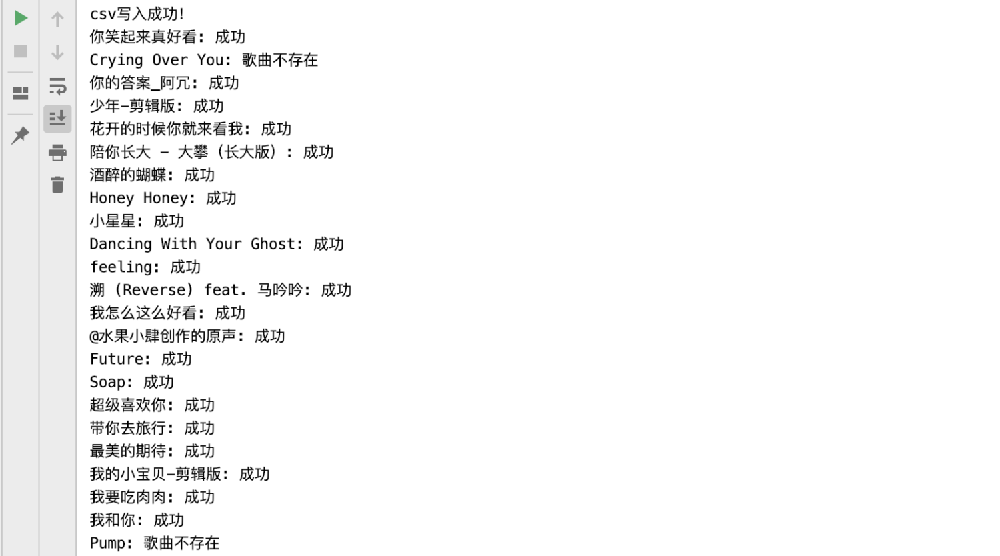 csv写入成功!
你笑起来真好看: 成功
Crying Over You: 歌曲不存在
你的答案_阿冗: 成功
少年-剪辑版: 成功
花开的时候你就来看我: 成功
陪你长大 - 大攀（长大版）: 成功
酒醉的蝴蝶: 成功
Honey Honey: 成功
小星星: 成功
Dancing With Your Ghost: 成功
feeling: 成功
溯 (Reverse) feat. 马吟吟: 成功
我怎么这么好看: 成功
@水果小肆创作的原声: 成功
Future: 成功
Soap: 成功
超级喜欢你: 成功
带你去旅行: 成功
最美的期待: 成功
我的小宝贝-剪辑版: 成功
我要吃肉肉: 成功
我和你: 成功
Pump: 歌曲不存在